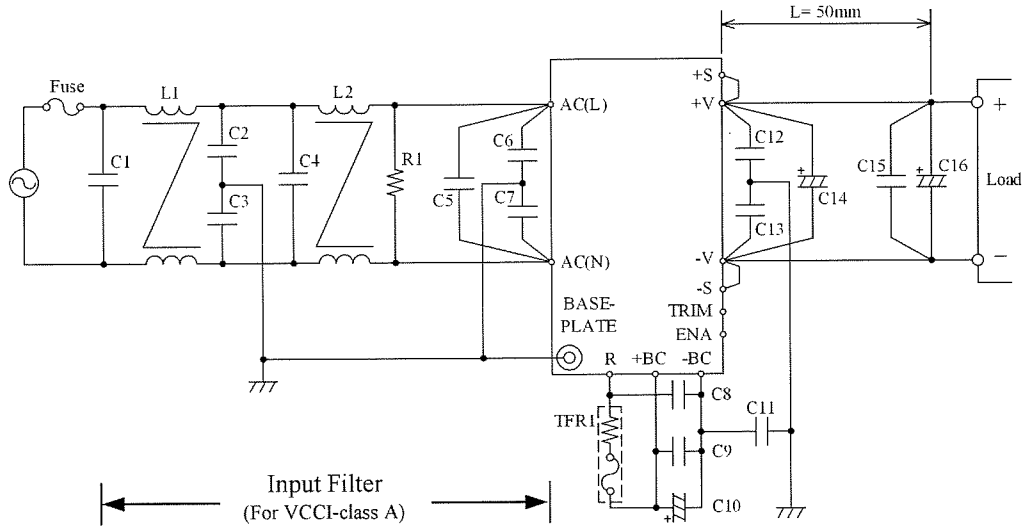 L= 50mm
Fuse
L1
L2
C1
C2
C3
C4
R1
C5
C6
C7
AC(L)
AC(N)
BASE-
PLATE
+S
+V
-V
-S
TRIM
ENA
R
+BC
-BC
C12
C13
+
C14
C15
+
C16
+
Load
−
TFR1
C8
C9
+
C10
C11
Input Filter
(For VCCI-class A)